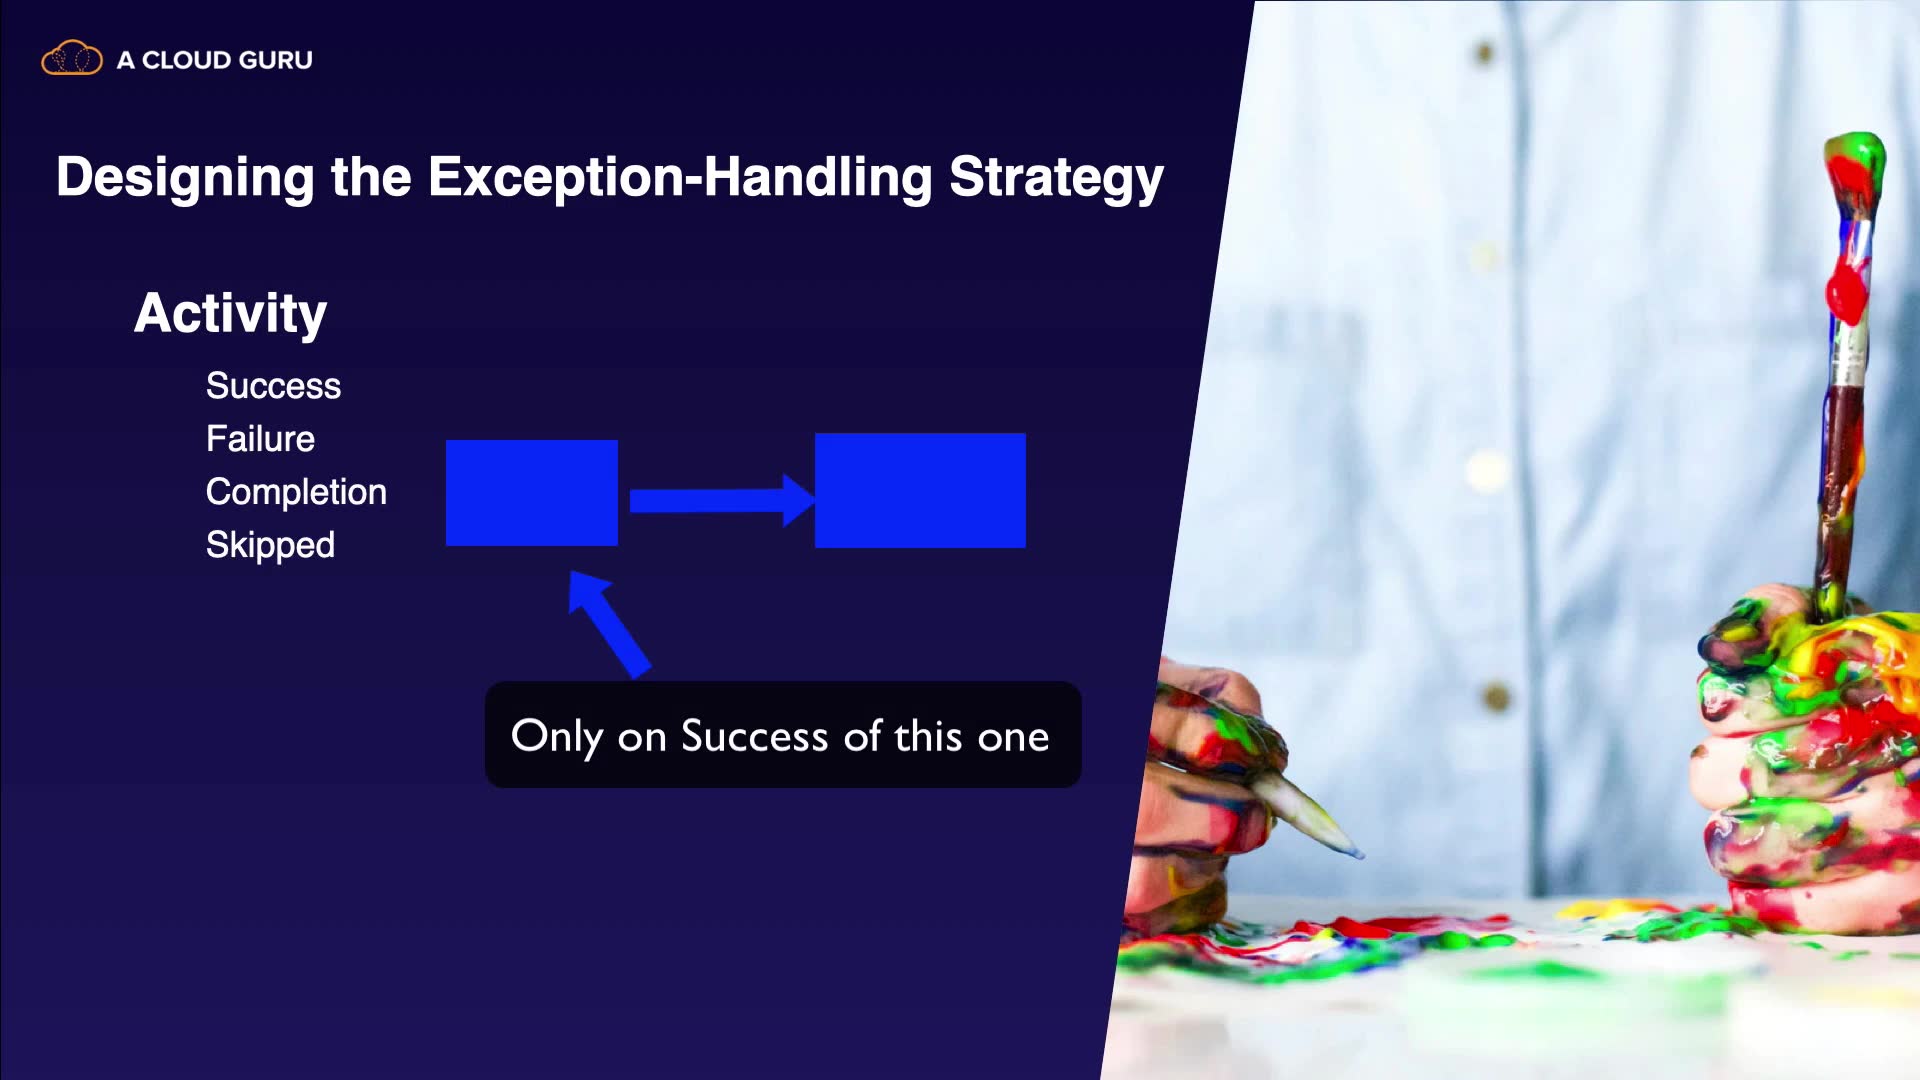 A CLOUD GURU
Designing the Exception-Handling Strategy
Activity
Success
Failure
Completion
Skipped
Only on Success of this one